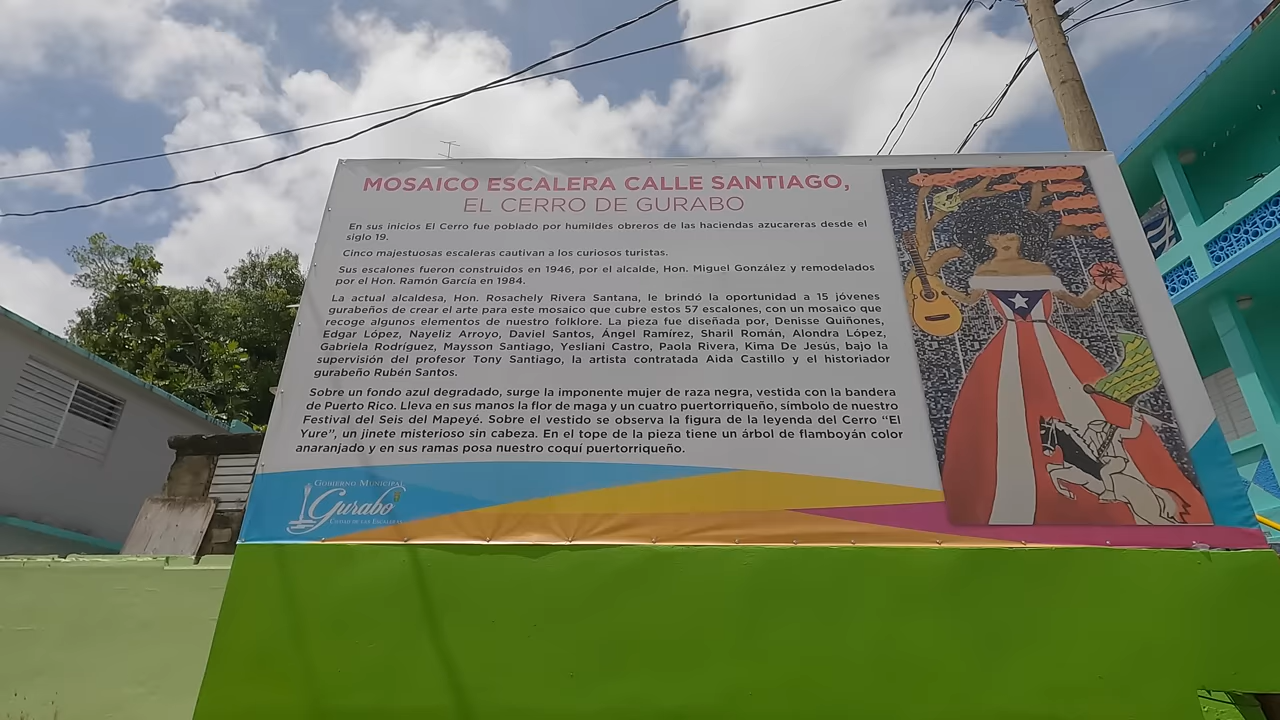 MOSAICO ESCALERA CALLE SANTIAGO,
EL CERRO DE GURABO
En sus inicios El Cerro fue poblado por humildes obreros de las haciendas azucareras desde el
siglo 19.
Cinco majestuosas escaleras cautivan a los curiosos turistas.
Sus escalones fueron construidos en 1946, por el alcalde, Hon. Miguel González y remodelados
por el Hon. Ramón García en 1984.
La actual alcaldesa, Hon. Rosachely Rivera Santana, le brindó la oportunidad a 15 jóvenes
gurabeños de crear el arte para este mosaico que cubre estos 57 escalones, con un mosaico que
recoge algunos elementos de nuestro folklore. La pieza fue diseñada por, Denisse Quiñones,
Edgar López, Nayeliz Arroyo, Daviel Santos, Ángel Ramírez, Sharil Román, Alondra López,
Gabriela Rodríguez, Maysson Santiago, Yesliani Castro, Paola Rivera, Kima De Jesús, bajo la
supervisión del profesor Tony Santiago, la artista contratada Aida Castillo y el historiador
gurabeño Rubén Santos.
Sobre un fondo azul degradado, surge la imponente mujer de raza negra, vestida con la bandera
de Puerto Rico. Lleva en sus manos la flor de maga y un cuatro puertorriqueño, símbolo de nuestro
Festival del Seis del Mapeyé. Sobre el vestido se observa la figura de la leyenda del Cerro "El
Yure", un jinete misterioso sin cabeza. En el tope de la pieza tiene un árbol de flamboyán color
anaranjado y en sus ramas posa nuestro coquí puertorriqueño.
GOBIERNO MUNICIPAL
Gurabo
CIUDAD DE LAS ESCALERAS